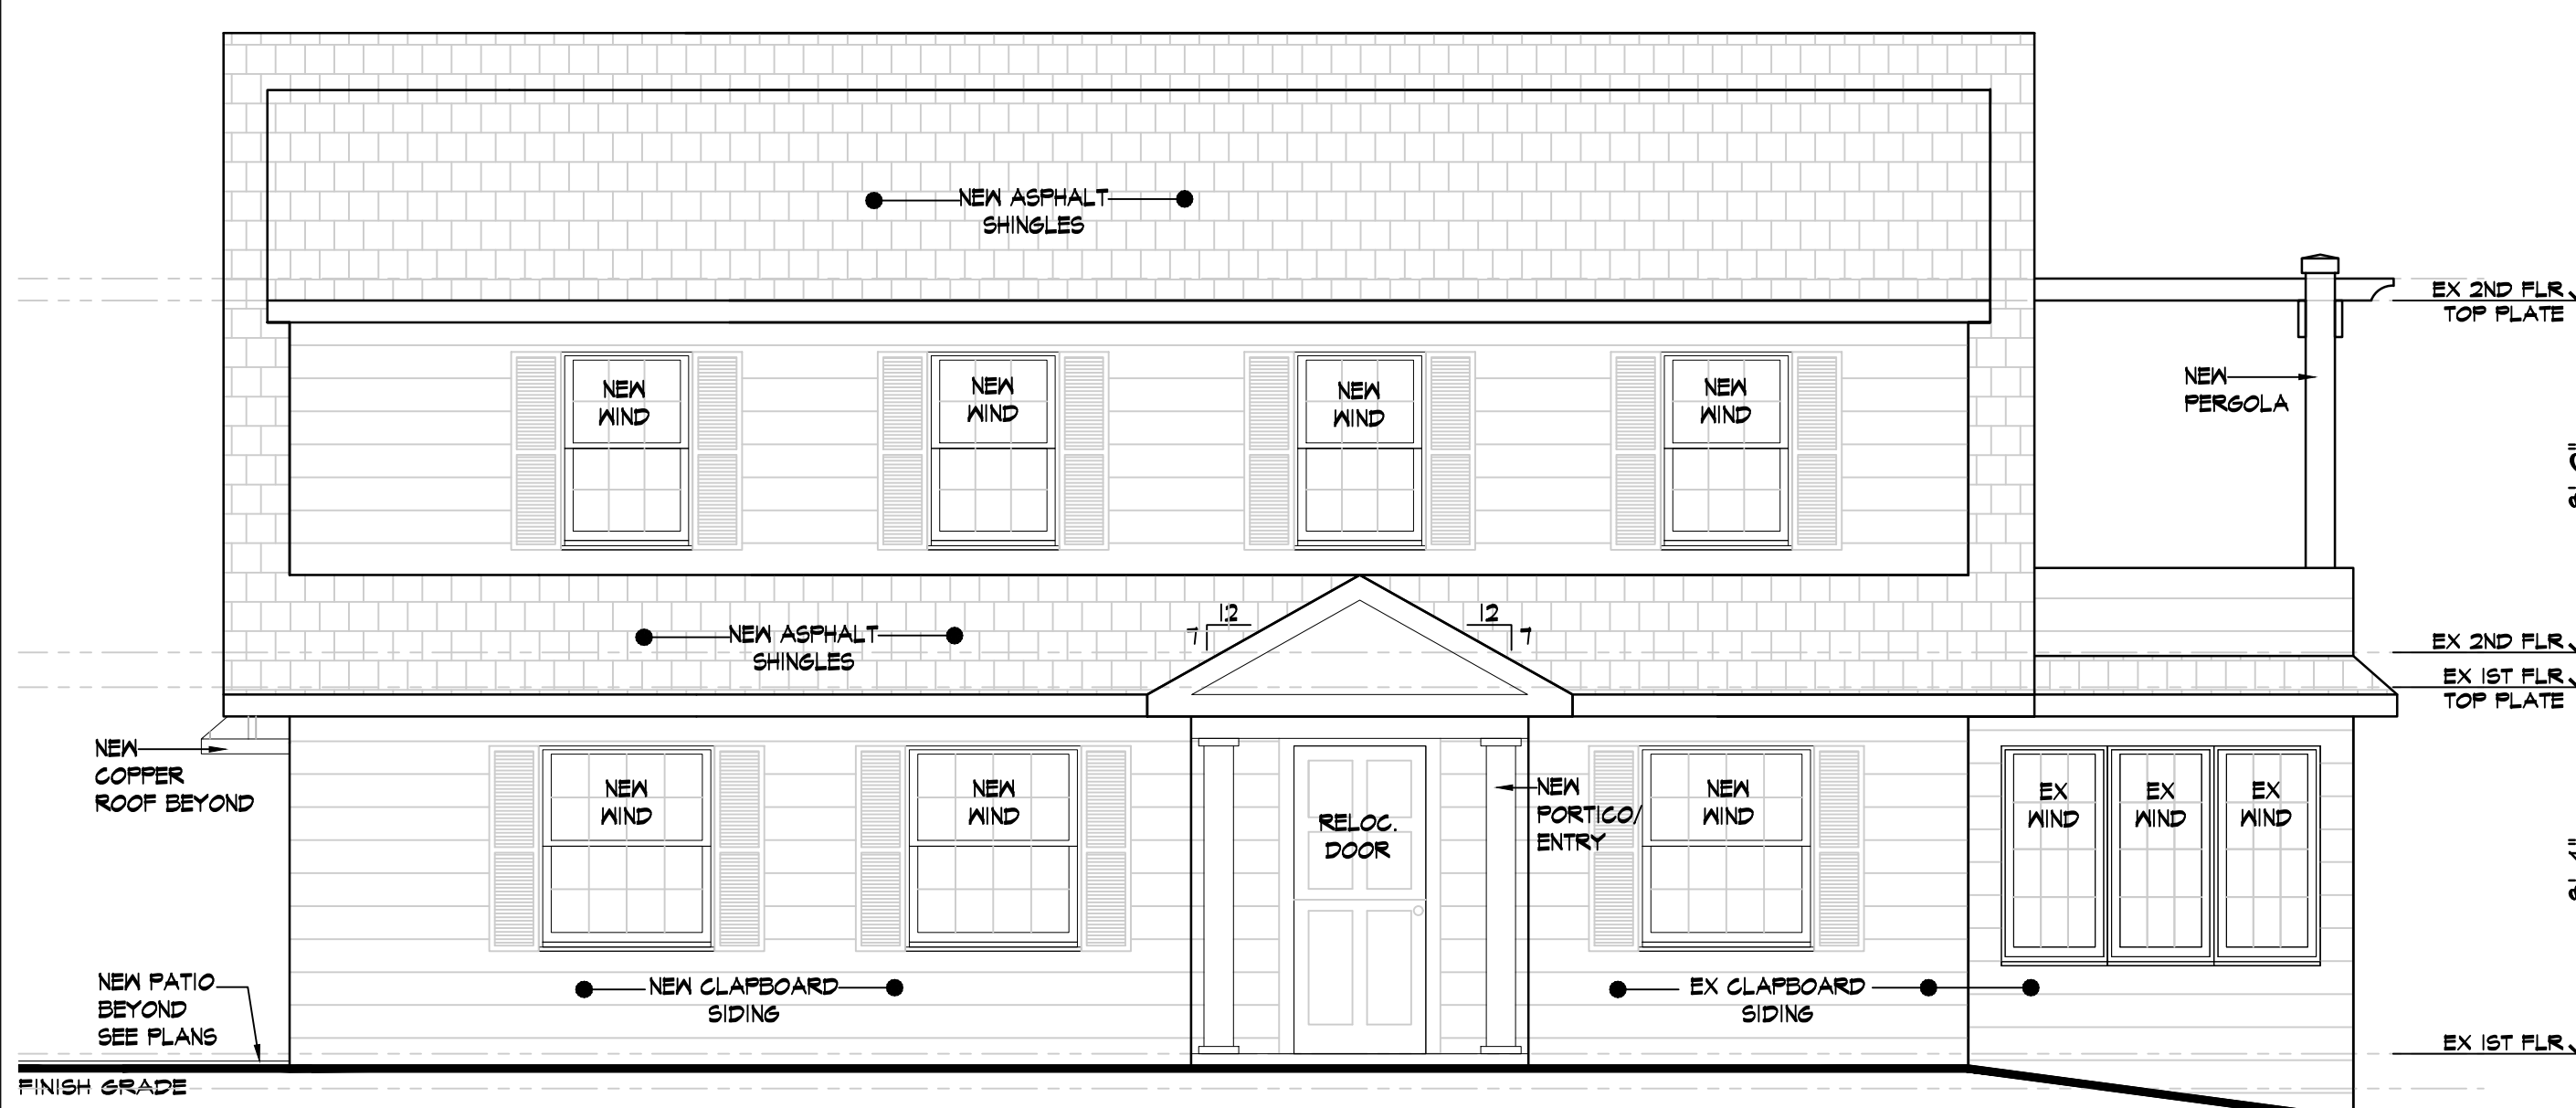 NEW ASPHALT
SHINGLES
EX 2ND FLR
TOP PLATE
NEW
WIND
NEW
WIND
NEW
WIND
NEW
WIND
NEW
PERGOLA
12
7
12
7
NEW ASPHALT
SHINGLES
EX 2ND FLR
EX 1ST FLR
TOP PLATE
NEW
COPPER
ROOF BEYOND
NEW
WIND
NEW
WIND
RELOC.
DOOR
NEW
PORTICO/
ENTRY
NEW
WIND
EX
WIND
EX
WIND
EX
WIND
NEW PATIO
BEYOND
SEE PLANS
NEW CLAPBOARD
SIDING
EX CLAPBOARD
SIDING
EX 1ST FLR
FINISH GRADE